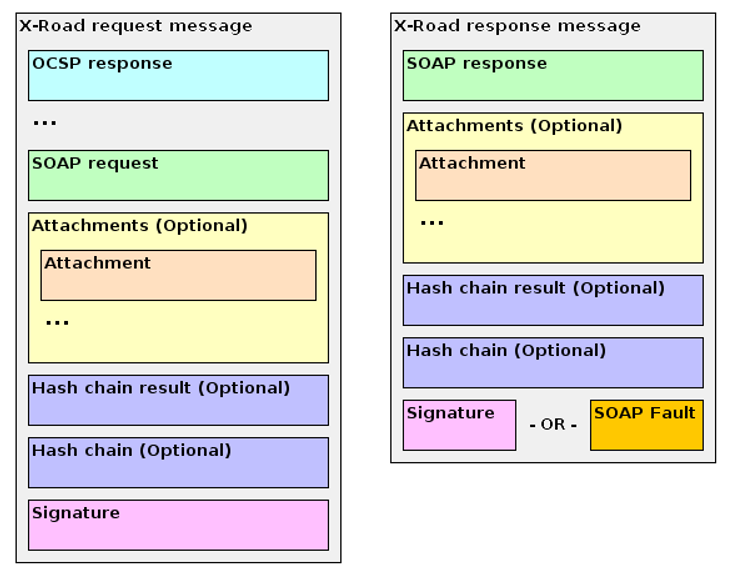 X-Road request message
OCSP response
...
SOAP request
Attachments (Optional)
Attachment
...
Hash chain result (Optional)
Hash chain (Optional)
Signature
X-Road response message
SOAP response
Attachments (Optional)
Attachment
...
Hash chain result (Optional)
Hash chain (Optional)
Signature - OR - SOAP Fault